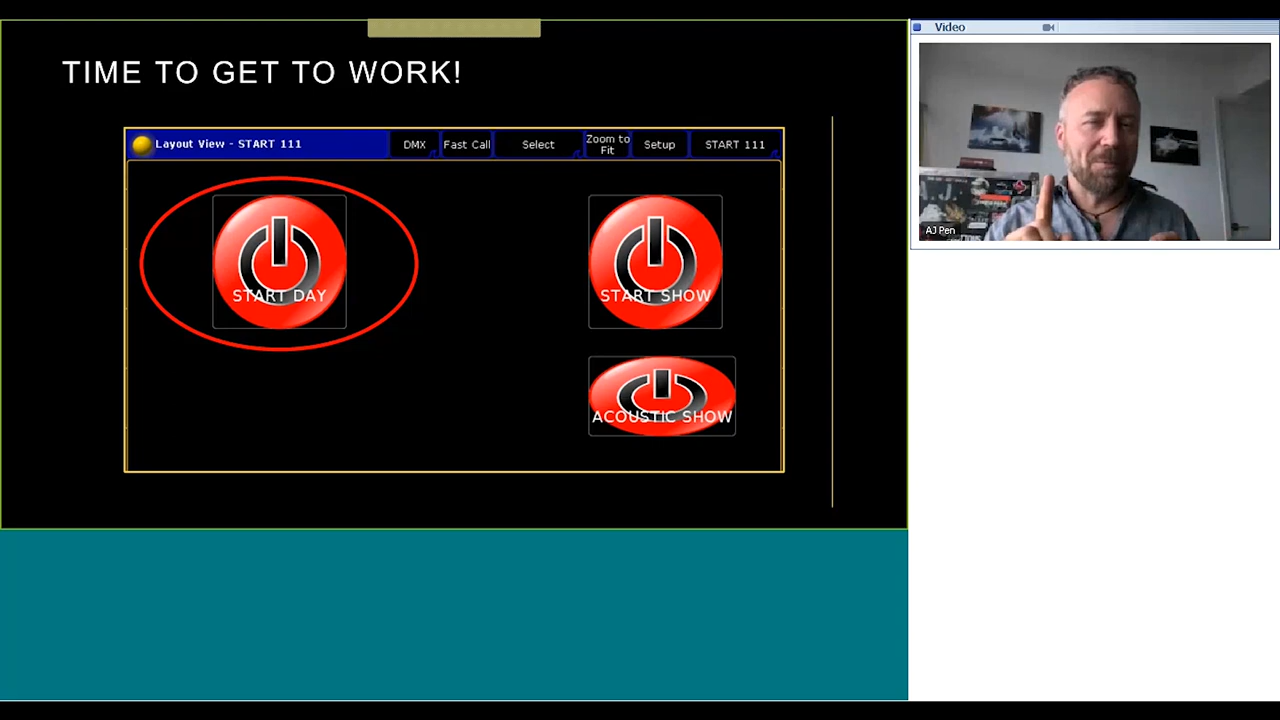 TIME TO GET TO WORK!
Layout View - START 111
DMX
Fast Call
Select
Zoom to
Fit
Setup
START 111
START DAY
START SHOW
ACOUSTIC SHOW
Video
AJ Pen